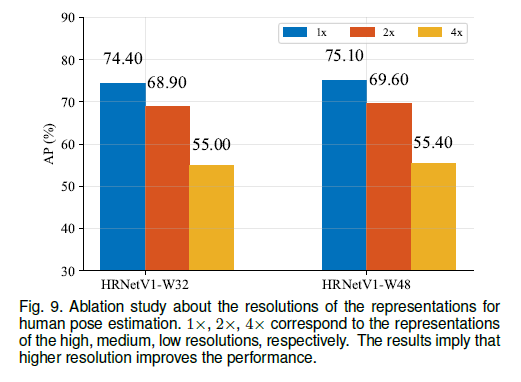 90
80
70
60
50
40
30
AP (%)
1x 2x 4x
74.40
68.90
55.00
75.10
69.60
55.40
HRNetV1-W32 HRNetV1-W48
Fig. 9. Ablation study about the resolutions of the representations for
human pose estimation. 1×, 2×, 4× correspond to the representations
of the high, medium, low resolutions, respectively. The results imply that
higher resolution improves the performance.